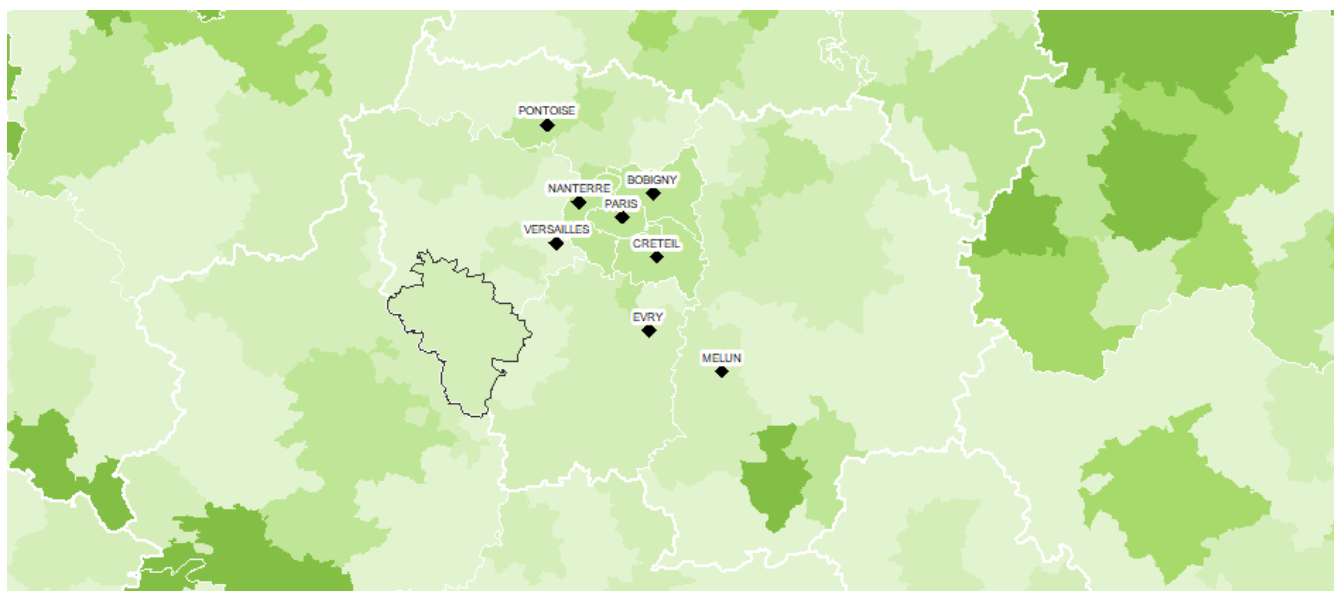 PONTOISE
BOBIGNY
NANTERRE
PARIS
VERSAILLES
CRETEIL
EVRY
MELUN